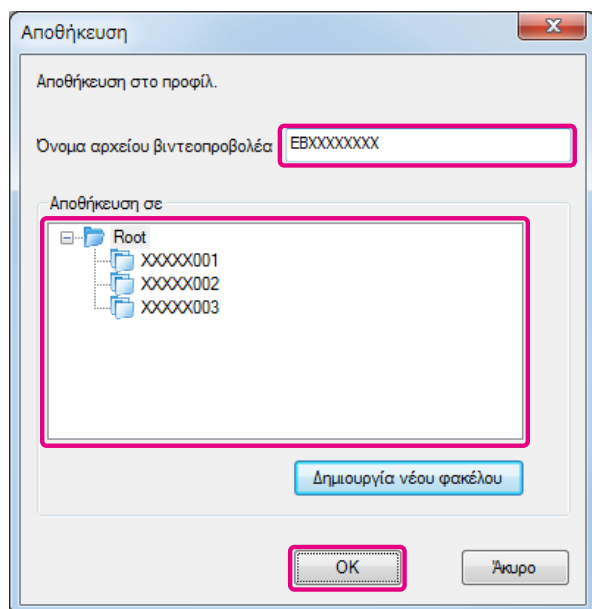 Αποθήκευση
Αποθήκευση στο προφίλ.
Όνομα αρχείου βιντεοπροβολέα EBXXXXXXXX
Αποθήκευση σε
Root
XXXXX001
XXXXX002
XXXXX003
Δημιουργία νέου φακέλου
OK Άκυρο